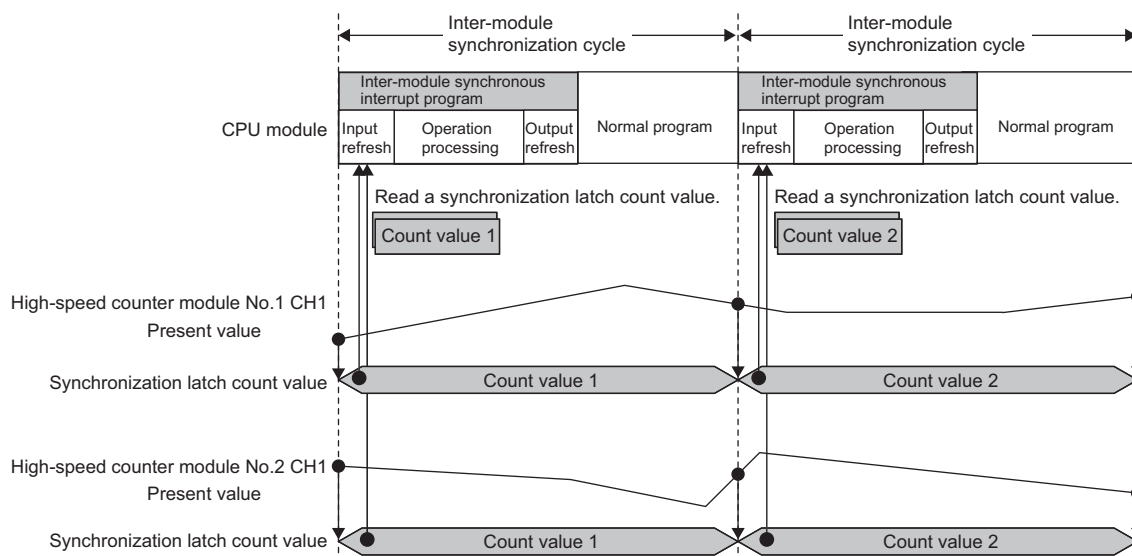 Inter-module
synchronization cycle
Inter-module
synchronization cycle
Inter-module synchronous
interrupt program
Inter-module synchronous
interrupt program
CPU module
Input
refresh
Operation
processing
Output
refresh
Normal program
Input
refresh
Operation
processing
Output
refresh
Normal program
Read a synchronization latch count value.
Read a synchronization latch count value.
Count value 1
Count value 2
High-speed counter module No.1 CH1
Present value
Synchronization latch count value
Count value 1
Count value 2
High-speed counter module No.2 CH1
Present value
Synchronization latch count value
Count value 1
Count value 2